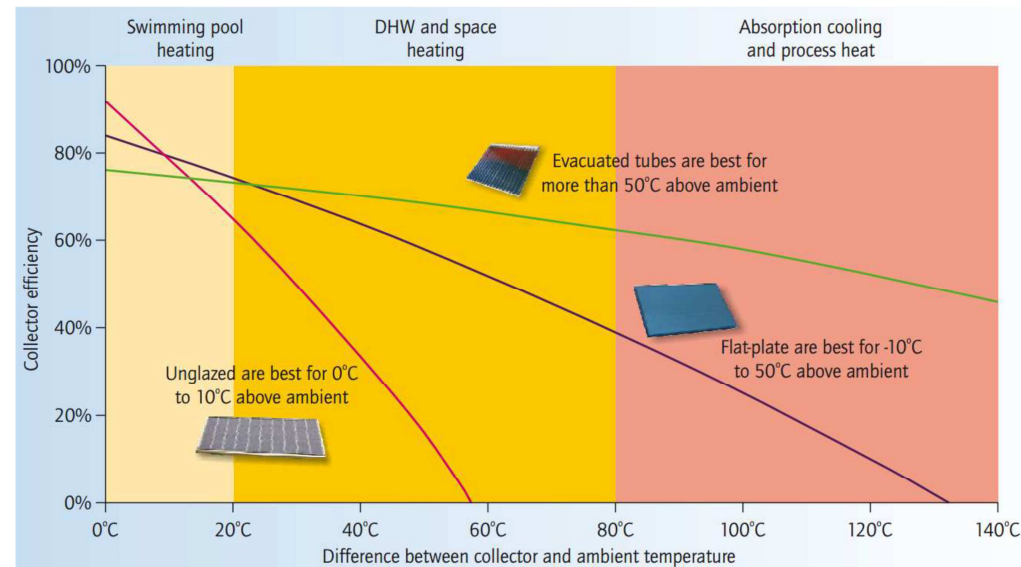 Swimming pool
heating
DHW and space
heating
Absorption cooling
and process heat
100%
80%
60%
40%
20%
0%
Collector efficiency
Evacuated tubes are best for
more than 50°C above ambient
Flat-plate are best for -10°C
to 50°C above ambient
Unglazed are best for 0°C
to 10°C above ambient
0°C
20°C
40°C
60°C
80°C
100°C
120°C
140°C
Difference between collector and ambient temperature